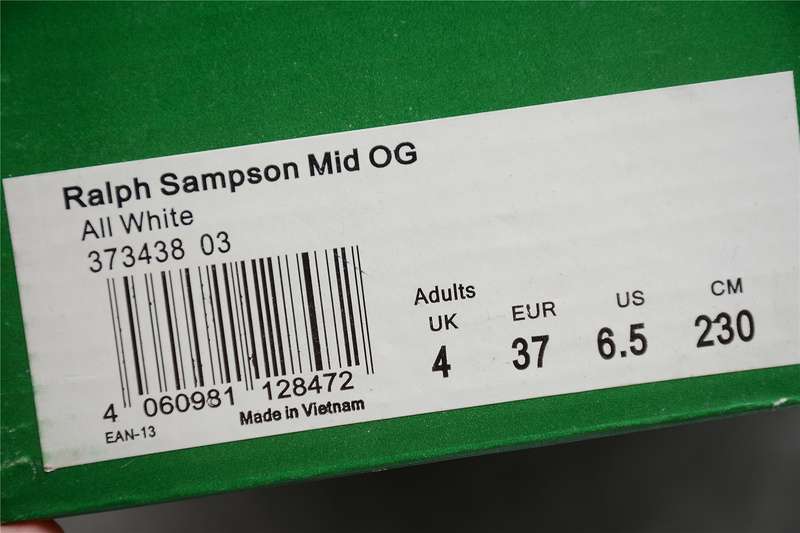 Ralph Sampson Mid OG
All White
373438 03
4 060981 128472
EAN-13
Made in Vietnam
Adults
UK EUR US CM
4 37 6.5 230